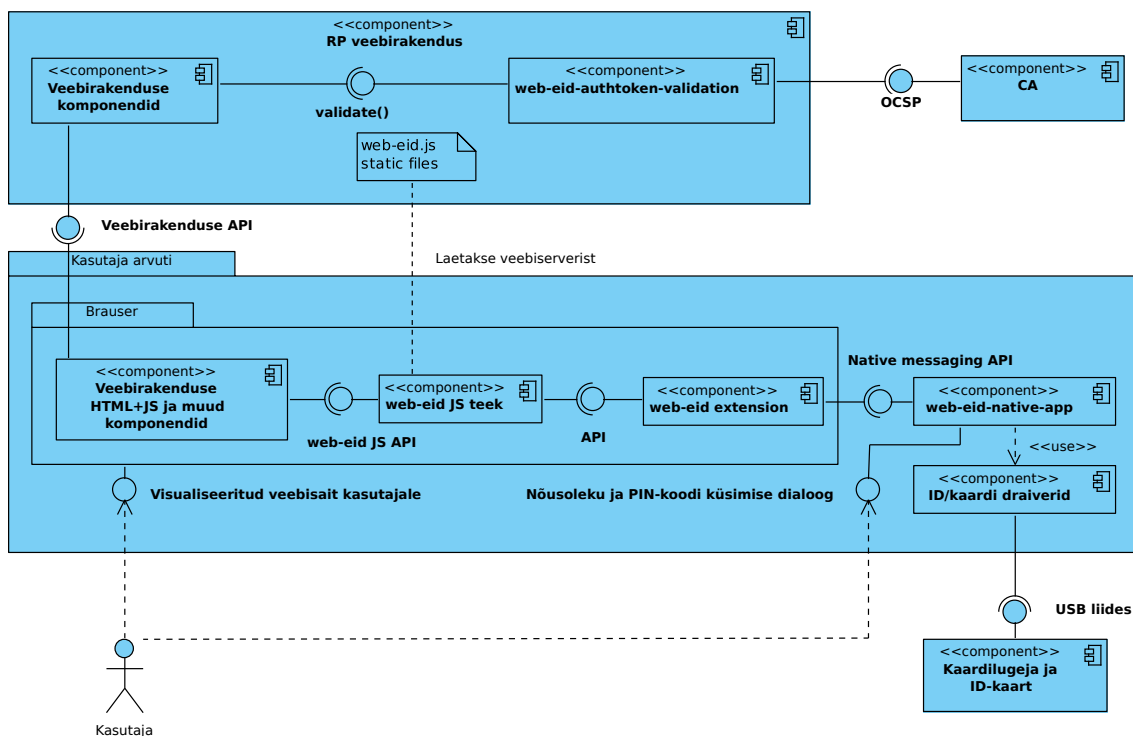 <<component>>
RP veebirakendus
<<component>>
Veebirakenduse
komponendid
validate()
<<component>>
web-eid-authtoken-validation
OCSP
<<component>>
CA
web-eid.js
static files
Veebirakenduse API
Laetakse veebiserverist
Kasutaja arvuti
Brauser
<<component>>
Veebirakenduse
HTML+JS ja muud
komponendid
web-eid JS API
<<component>>
web-eid JS teek
API
<<component>>
web-eid extension
Native messaging API
<<component>>
web-eid-native-app
<<use>>
Visualiseeritud veebisait kasutajale
Nõusoleku ja PIN-koodi küsimise dialoog
<<component>>
ID/kaardi draiverid
USB liides
<<component>>
Kaardilugeja ja
ID-kaart
Kasutaja